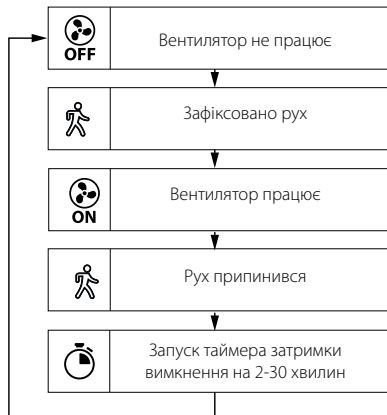 OFF
Вентилятор не працює
Зафіксовано рух
Вентилятор працює
ON
Рух припинився
Запуск таймера затримки
вимкнення на 2-30 хвилин